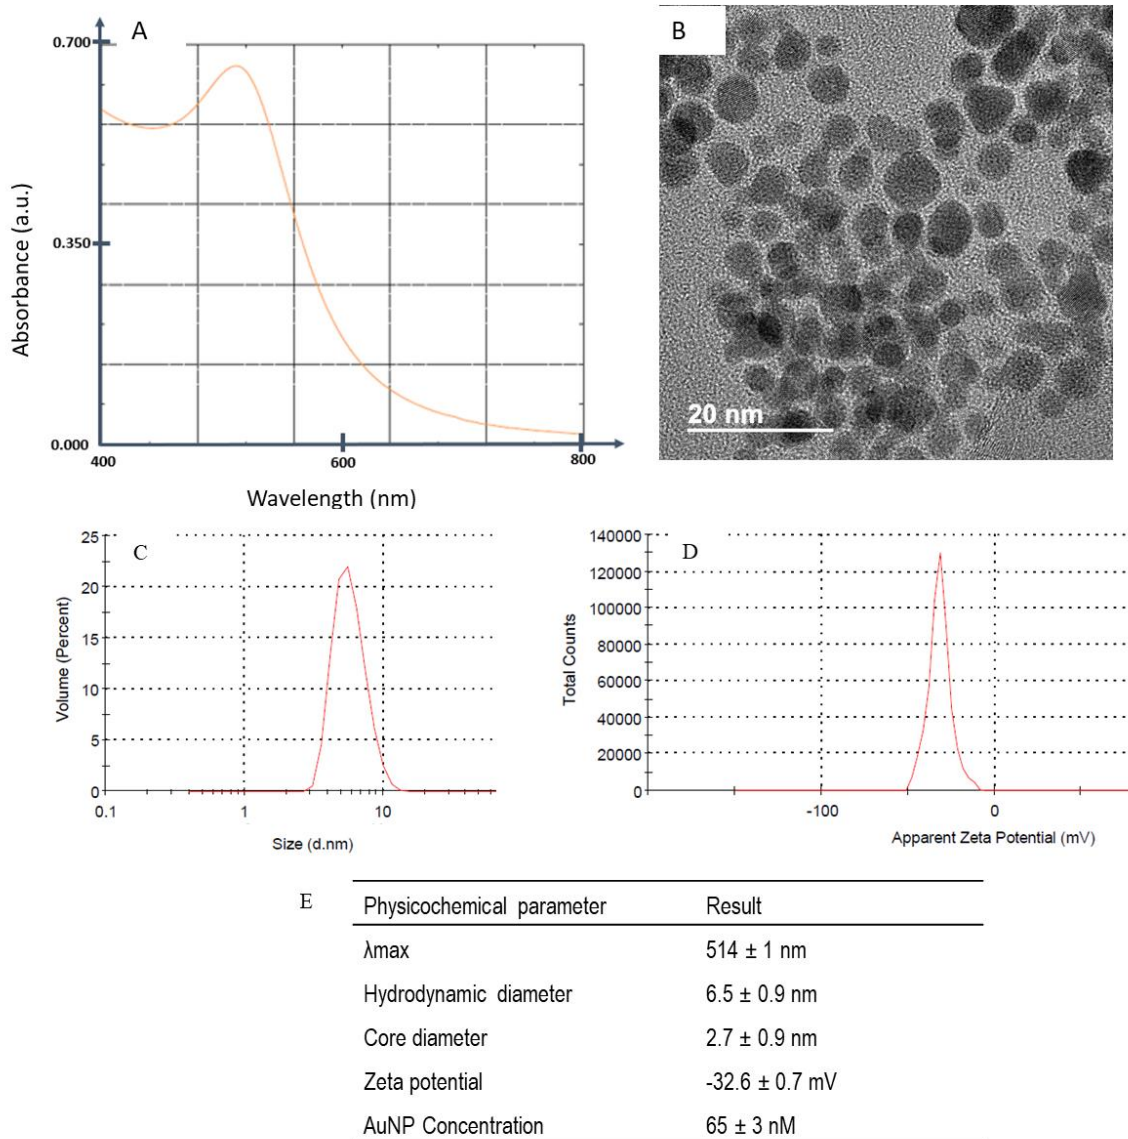 A
0.700
0.350
0.000
Absorbance (a.u.)
400
600
800
Wavelength (nm)
B
20 nm
C
25
20
15
10
5
0
Volume (Percent)
0.1
1
10
Size (d.nm)
D
140000
120000
100000
80000
60000
40000
20000
0
Total Counts
-100
0
Apparent Zeta Potential (mV)
E
Physicochemical parameter Result
λmax 514 ± 1 nm
Hydrodynamic diameter 6.5 ± 0.9 nm
Core diameter 2.7 ± 0.9 nm
Zeta potential -32.6 ± 0.7 mV
AuNP Concentration 65 ± 3 nM